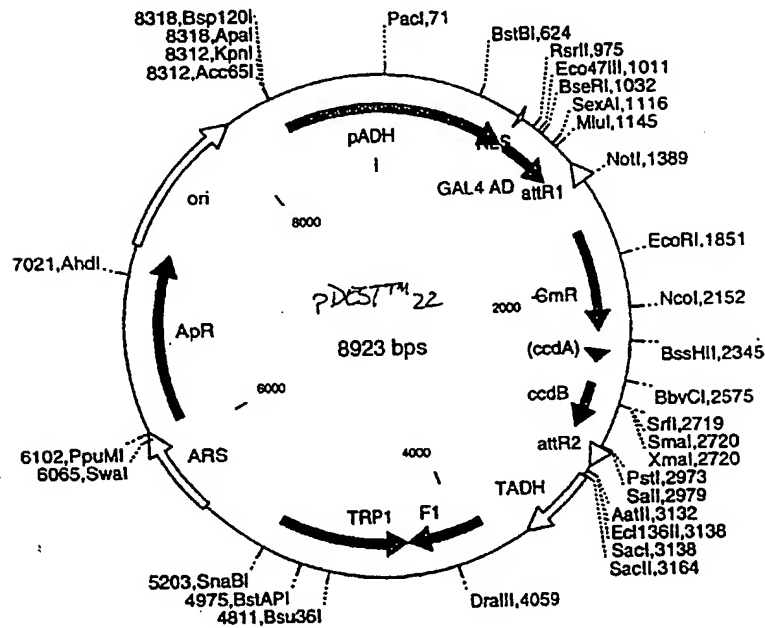 8318,Bsp120I
8318,ApaI
8312,KpnI
8312,Acc65I
PacI,71
BstBI,624
RsrII,975
Eco47III,1011
BseRI,1032
SexAI,1116
MluI,1145
NotI,1389
pADH
GAL4 AD
attR1
ori
8000
EcoRI,1851
7021,AhdI
CmR
NcoI,2152
2000
pDEST™22
8923 bps
ApR
(ccdA)
BssHII,2345
ccdB
BbvCI,2575
6000
SrfI,2719
SmaI,2720
XmaI,2720
attR2
6102,PpuMI
6065,SwaI
ARS
4000
TADH
PstI,2973
SalI,2979
AatII,3132
Ecl136II,3138
SacI,3138
SacII,3164
TRP1
F1
5203,SnaBI
4975,BstAPI
4811,Bsu36I
DraIII,4059